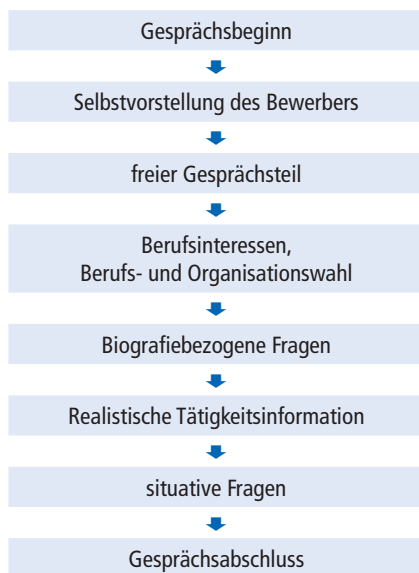 Gesprächsbeginn
Selbstvorstellung des Bewerbers
freier Gesprächsteil
Berufsinteressen,
Berufs- und Organisationswahl
Biografiebezogene Fragen
Realistische Tätigkeitsinformation
situative Fragen
Gesprächsabschluss